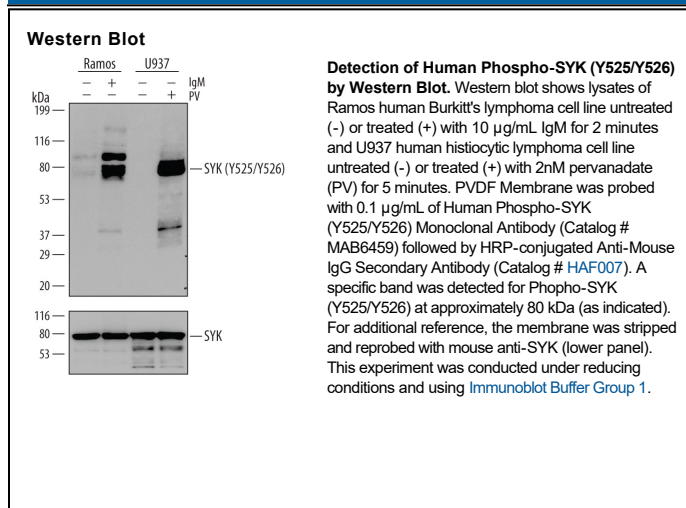 Western Blot
Ramos U937
− + − − IgM
− − − + PV
kDa
199
116
80
SYK (Y525/Y526)
53
37
29
20
116
80
SYK
53
Detection of Human Phospho-SYK (Y525/Y526)
by Western Blot. Western blot shows lysates of
Ramos human Burkitt's lymphoma cell line untreated
(-) or treated (+) with 10 µg/mL IgM for 2 minutes
and U937 human histiocytic lymphoma cell line
untreated (-) or treated (+) with 2nM pervanadate
(PV) for 5 minutes. PVDF Membrane was probed
with 0.1 µg/mL of Human Phospho-SYK
(Y525/Y526) Monoclonal Antibody (Catalog #
MAB6459) followed by HRP-conjugated Anti-Mouse
IgG Secondary Antibody (Catalog # HAF007). A
specific band was detected for Phopho-SYK
(Y525/Y526) at approximately 80 kDa (as indicated).
For additional reference, the membrane was stripped
and reprobed with mouse anti-SYK (lower panel).
This experiment was conducted under reducing
conditions and using Immunoblot Buffer Group 1.